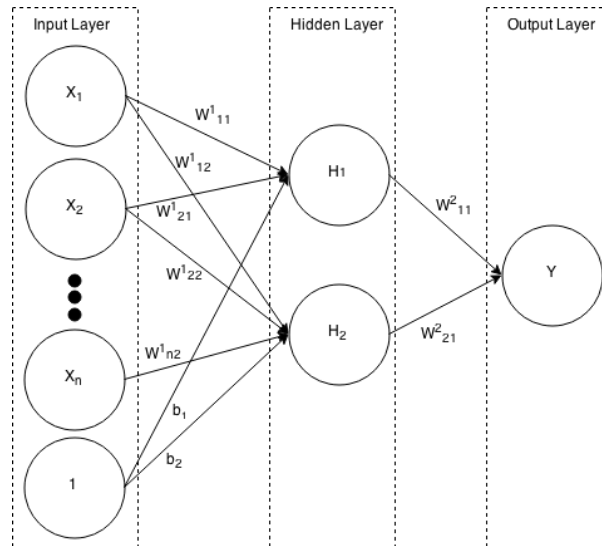 Input Layer
Hidden Layer
Output Layer
X₁
W¹₁₁
W¹₁₂
H₁
X₂
W¹₂₁
W²₁₁
W¹₂₂
Y
H₂
W²₂₁
Xₙ
W¹ₙ₂
b₁
b₂
1